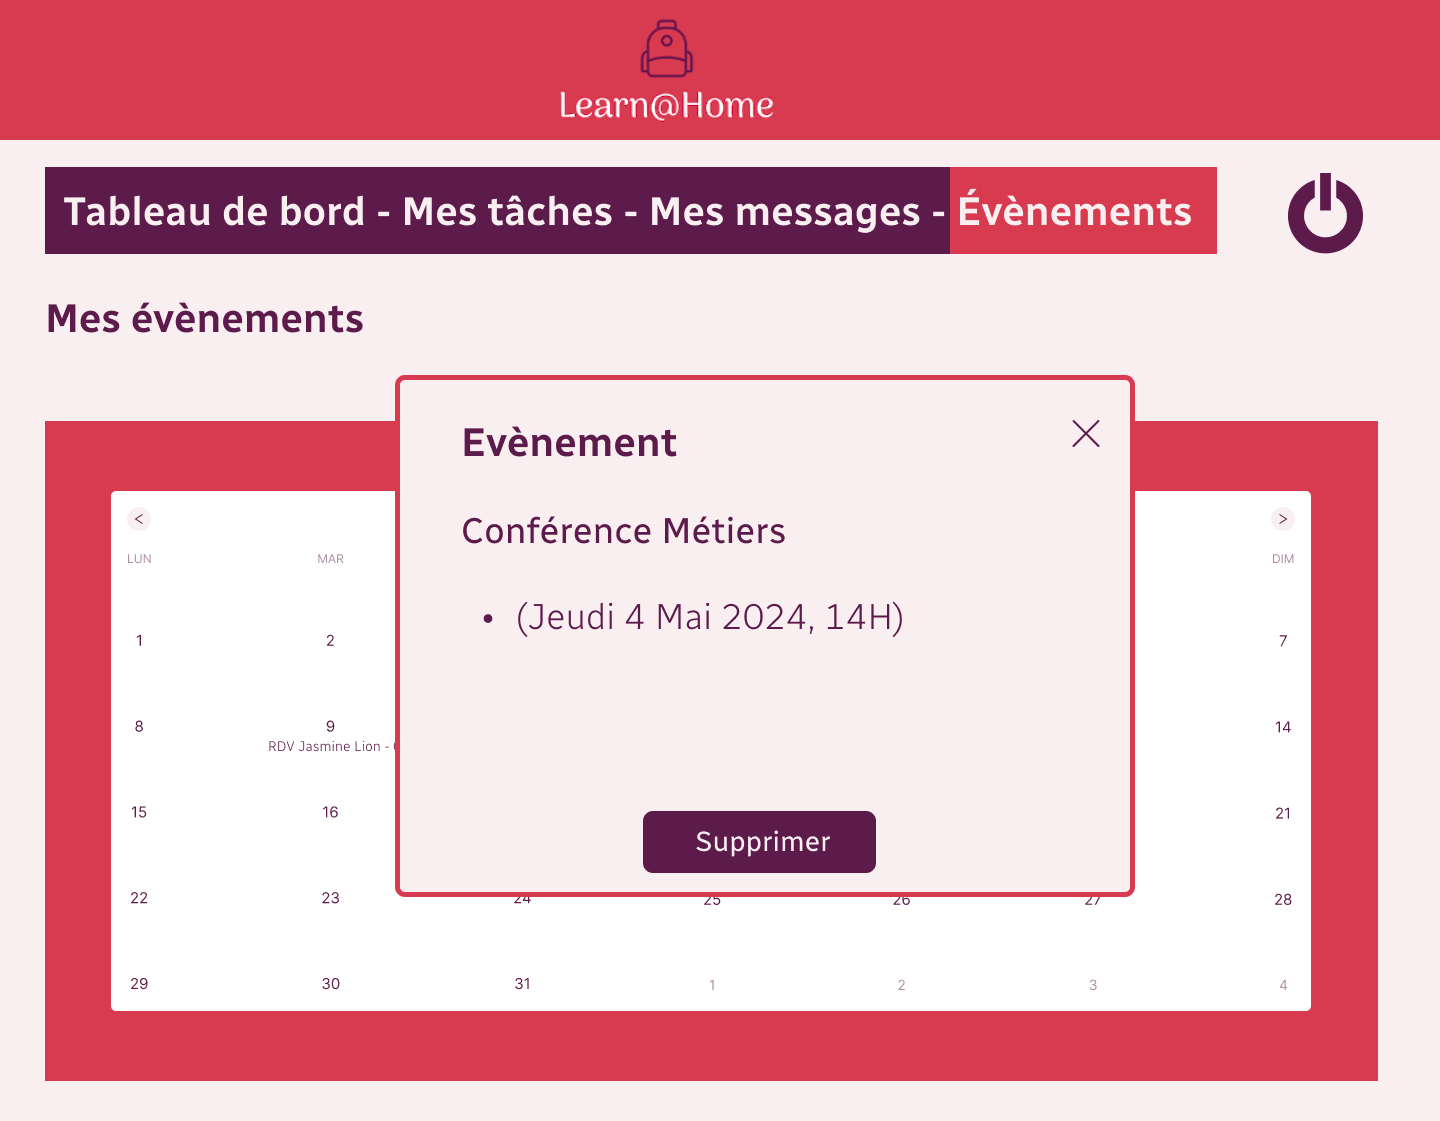 Learn@Home
Tableau de bord - Mes tâches - Mes messages - Évènements
Mes évènements
Evènement
Conférence Métiers
• (Jeudi 4 Mai 2024, 14H)
Supprimer
< >
LUN MAR DIM
1 2 7
8 9 14
RDV Jasmine Lion -
15 16 21
22 23 24 25 26 27 28
29 30 31 1 2 3 4